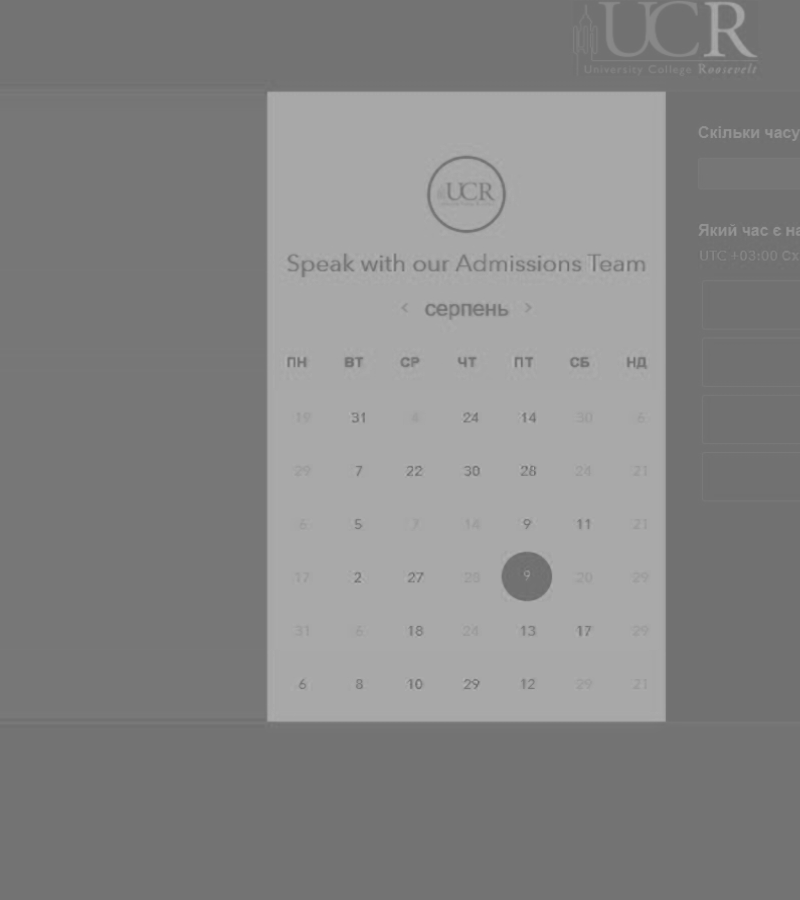 UCR
University College Roosevelt
Скільки часу
UCR
Який час є на
Speak with our Admissions Team
UTC +03:00 Сх
< серпень >
ПН ВТ СР ЧТ ПТ СБ НД
19 31 24 14 30 6
29 7 22 30 28 24 21
5 7 14 9 11 21
17 2 27 9 20 29
31 6 18 24 13 17 29
6 8 10 29 12 29 21